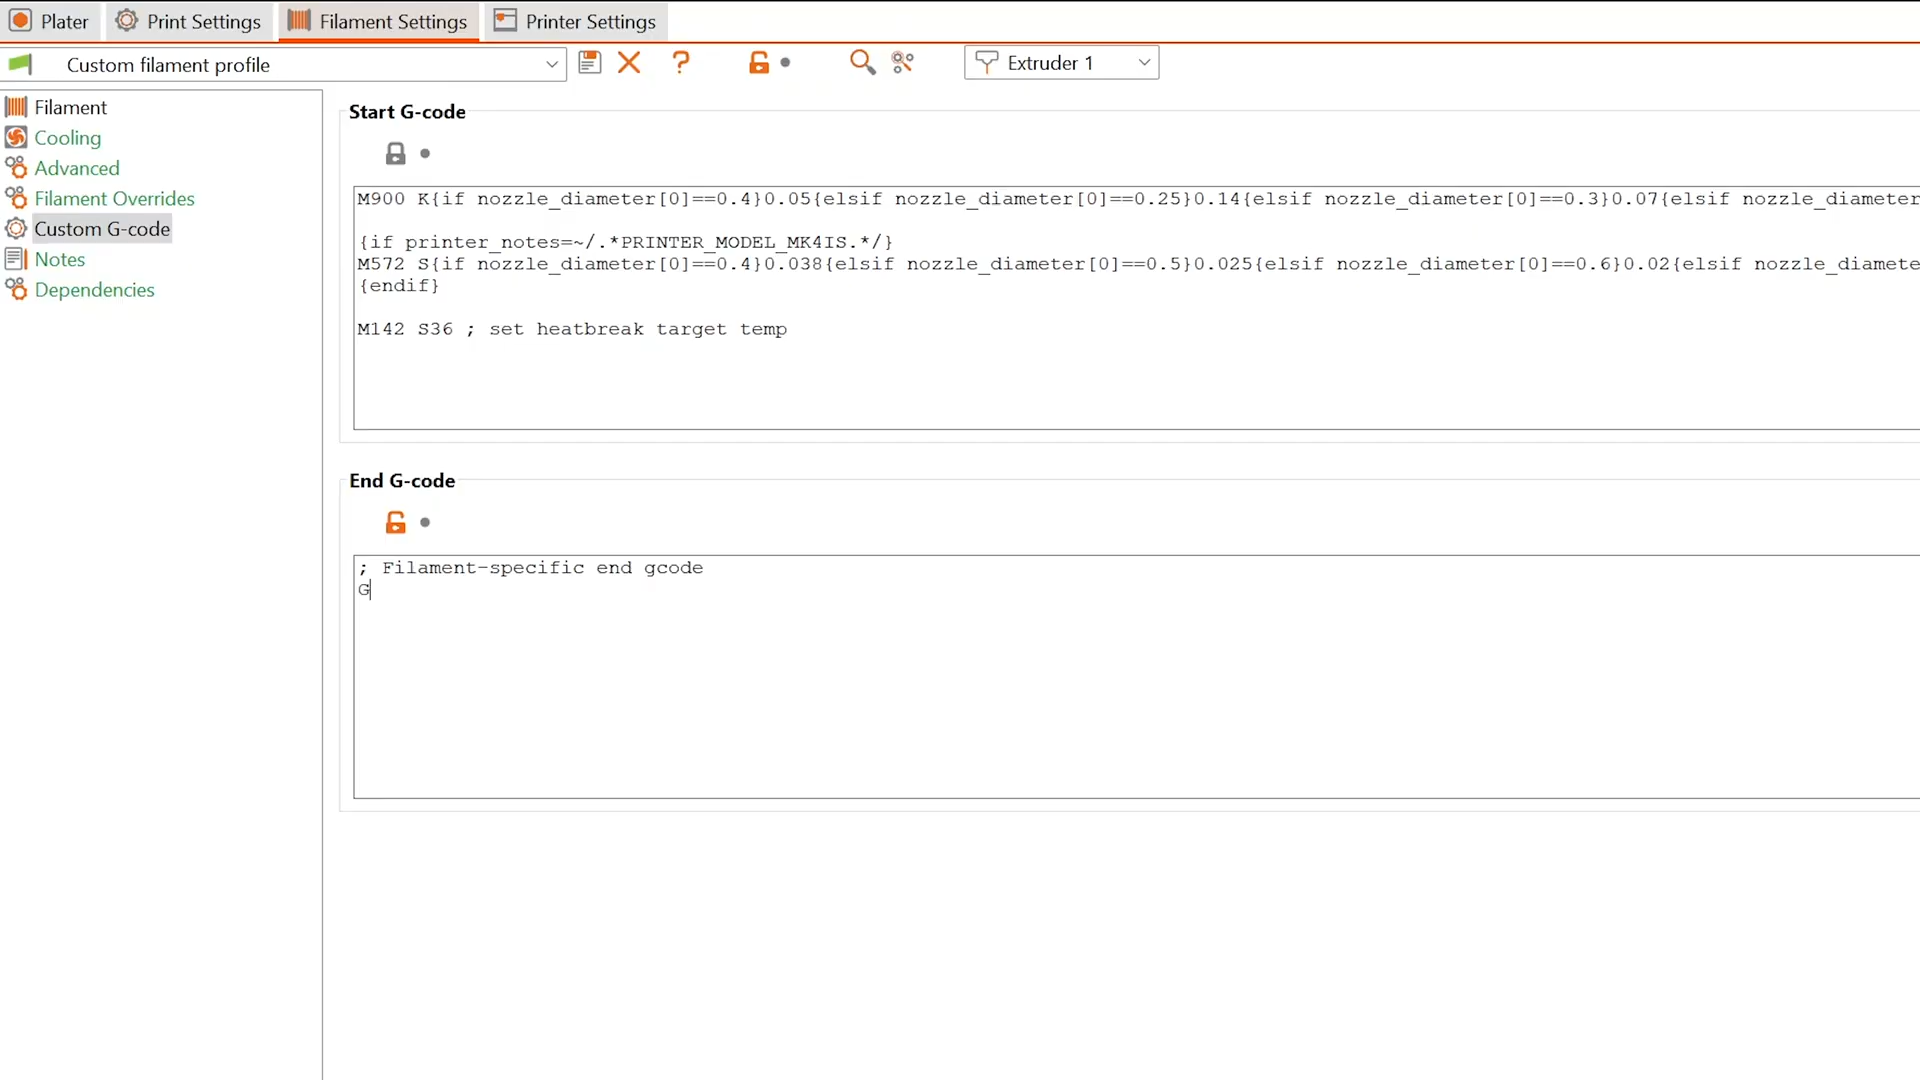 Plater Print Settings Filament Settings Printer Settings
Custom filament profile ? Extruder 1
Filament
Cooling
Advanced
Filament Overrides
Custom G-code
Notes
Dependencies
Start G-code
M900 K{if nozzle_diameter[0]==0.4}0.05{elsif nozzle_diameter[0]==0.25}0.14{elsif nozzle_diameter[0]==0.3}0.07{elsif nozzle_diameter
{if printer_notes=~/.*PRINTER_MODEL_MK4IS.*/}
M572 S{if nozzle_diameter[0]==0.4}0.038{elsif nozzle_diameter[0]==0.5}0.025{elsif nozzle_diameter[0]==0.6}0.02{elsif nozzle_diamete
{endif}
M142 S36 ; set heatbreak target temp
End G-code
; Filament-specific end gcode
G